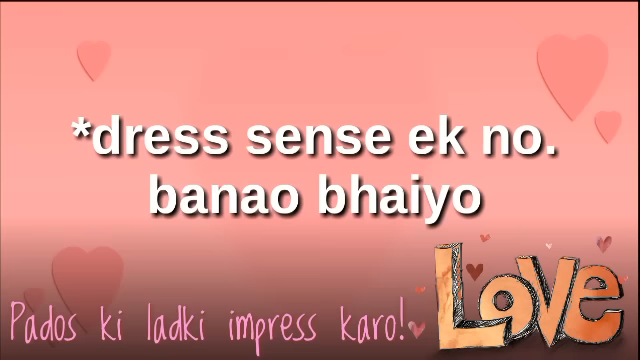 *dress sense ek no.
banao bhaiyo
Pados ki ladki impress karo!
Love